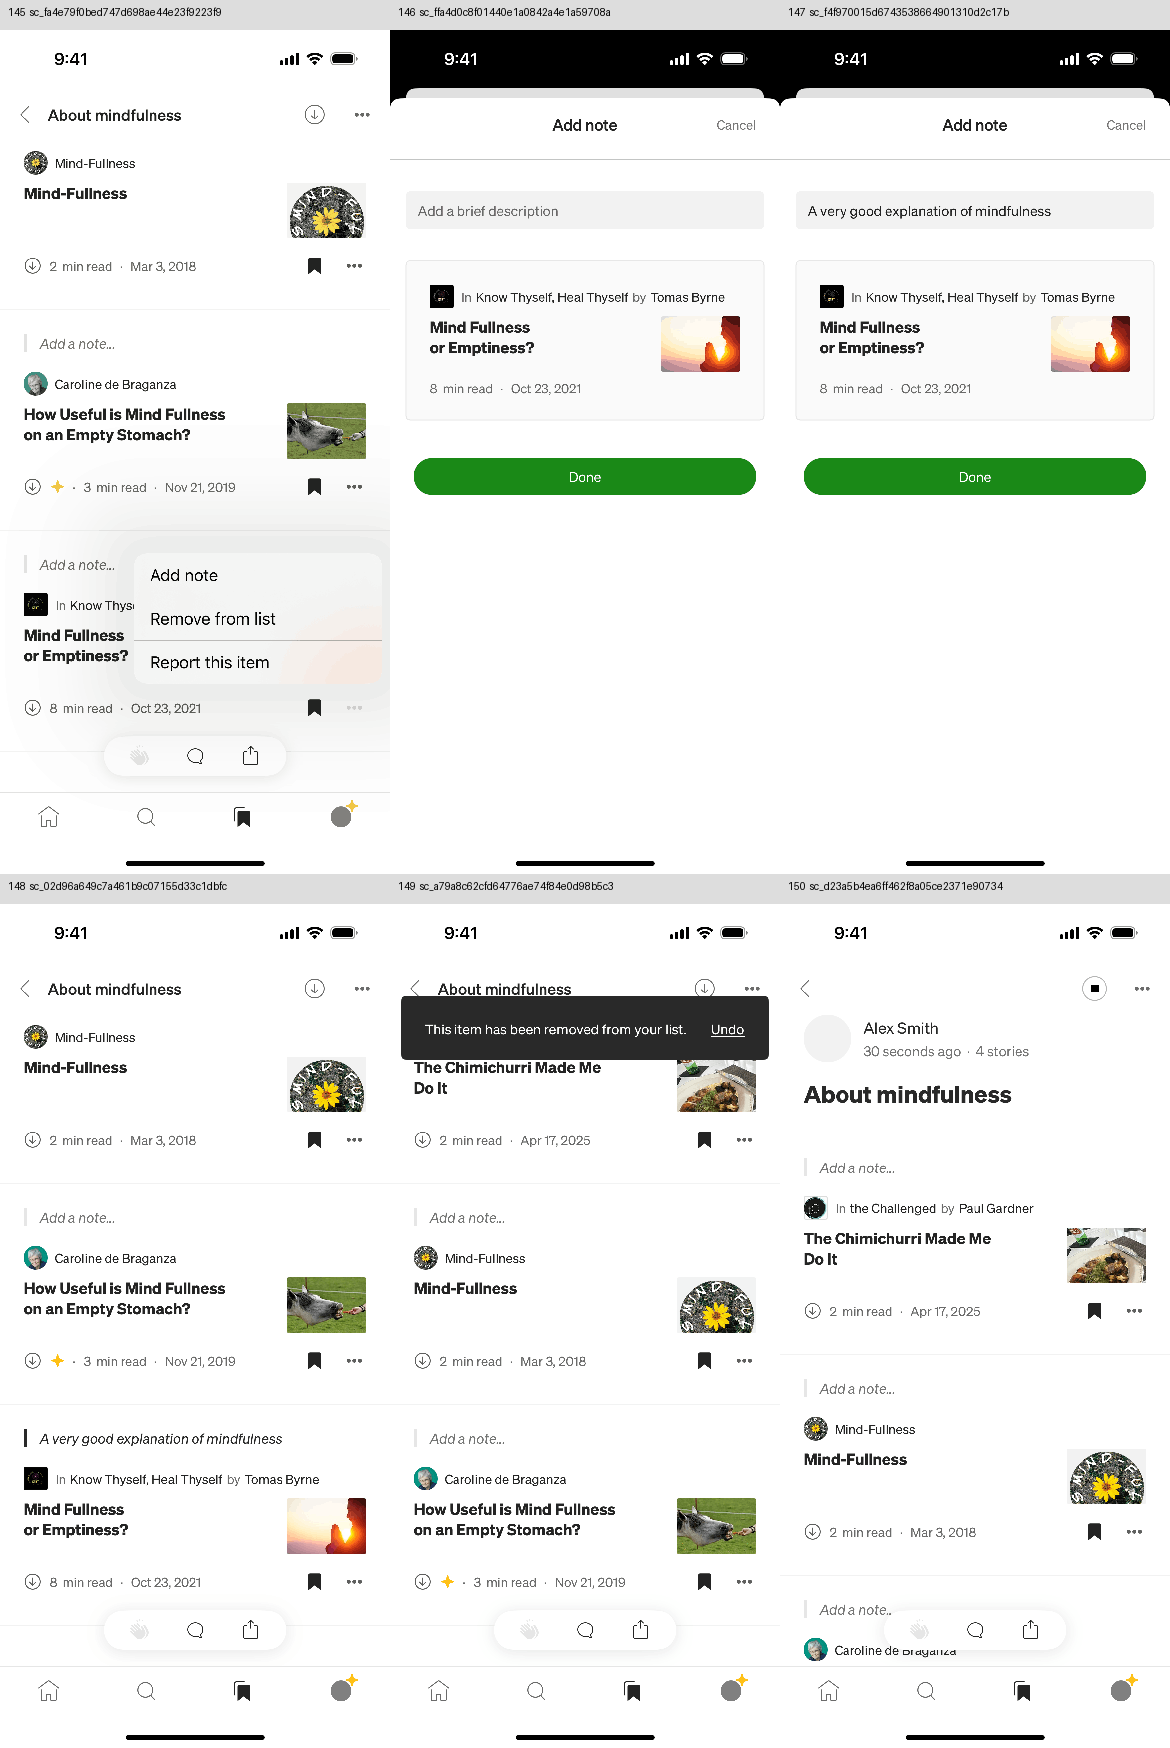 145 sc_fa4e79f0bed747d698ae44e23f9223f9
9:41
About mindfulness
Mind-Fullness
Mind-Fullness
MIND-FUL
2 min read · Mar 3, 2018
Add a note...
Caroline de Braganza
How Useful is Mind Fullness
on an Empty Stomach?
3 min read · Nov 21, 2019
Add a note...
In Know Thys
Mind Fullness
or Emptiness?
8 min read · Oct 23, 2021
Add note
Remove from list
Report this item
146 sc_ffa4d0c8f01440e1a0842a4e1a59708a
9:41
Add note
Cancel
Add a brief description
In Know Thyself, Heal Thyself by Tomas Byrne
Mind Fullness
or Emptiness?
8 min read · Oct 23, 2021
Done
147 sc_f4f970015d6743538664901310d2c17b
9:41
Add note
Cancel
A very good explanation of mindfulness
In Know Thyself, Heal Thyself by Tomas Byrne
Mind Fullness
or Emptiness?
8 min read · Oct 23, 2021
Done
148 sc_02d96a649c7a461b9c07155d33c1dbfc
9:41
About mindfulness
Mind-Fullness
Mind-Fullness
2 min read · Mar 3, 2018
Add a note...
Caroline de Braganza
How Useful is Mind Fullness
on an Empty Stomach?
3 min read · Nov 21, 2019
A very good explanation of mindfulness
In Know Thyself, Heal Thyself by Tomas Byrne
Mind Fullness
or Emptiness?
8 min read · Oct 23, 2021
149 sc_a79a8c62cfd64776ae74f84e0d98b5c3
9:41
About mindfulness
This item has been removed from your list. Undo
The Chimichurri Made Me
Do It
2 min read · Apr 17, 2025
Add a note...
Mind-Fullness
Mind-Fullness
2 min read · Mar 3, 2018
Add a note...
Caroline de Braganza
How Useful is Mind Fullness
on an Empty Stomach?
3 min read · Nov 21, 2019
150 sc_d23a5b4ea6ff462f8a05ce2371e90734
9:41
Alex Smith
30 seconds ago · 4 stories
About mindfulness
Add a note...
In the Challenged by Paul Gardner
The Chimichurri Made Me
Do It
2 min read · Apr 17, 2025
Add a note...
Mind-Fullness
Mind-Fullness
2 min read · Mar 3, 2018
Add a note..
Caroline de Braganza